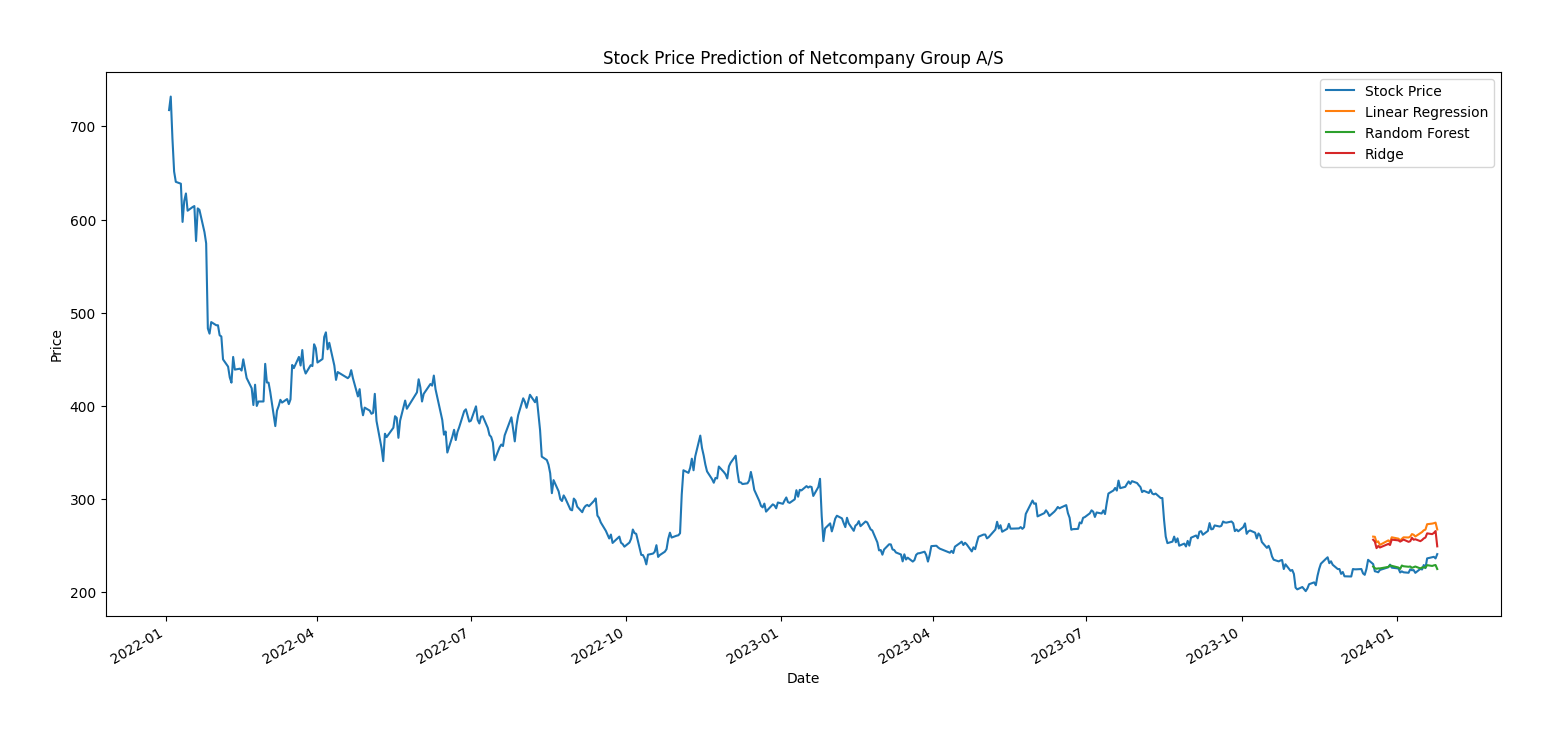 Stock Price Prediction of Netcompany Group A/S
Stock Price
Linear Regression
Random Forest
Ridge
Price
700
600
500
400
300
200
2022-01
2022-04
2022-07
2022-10
2023-01
2023-04
2023-07
2023-10
2024-01
Date